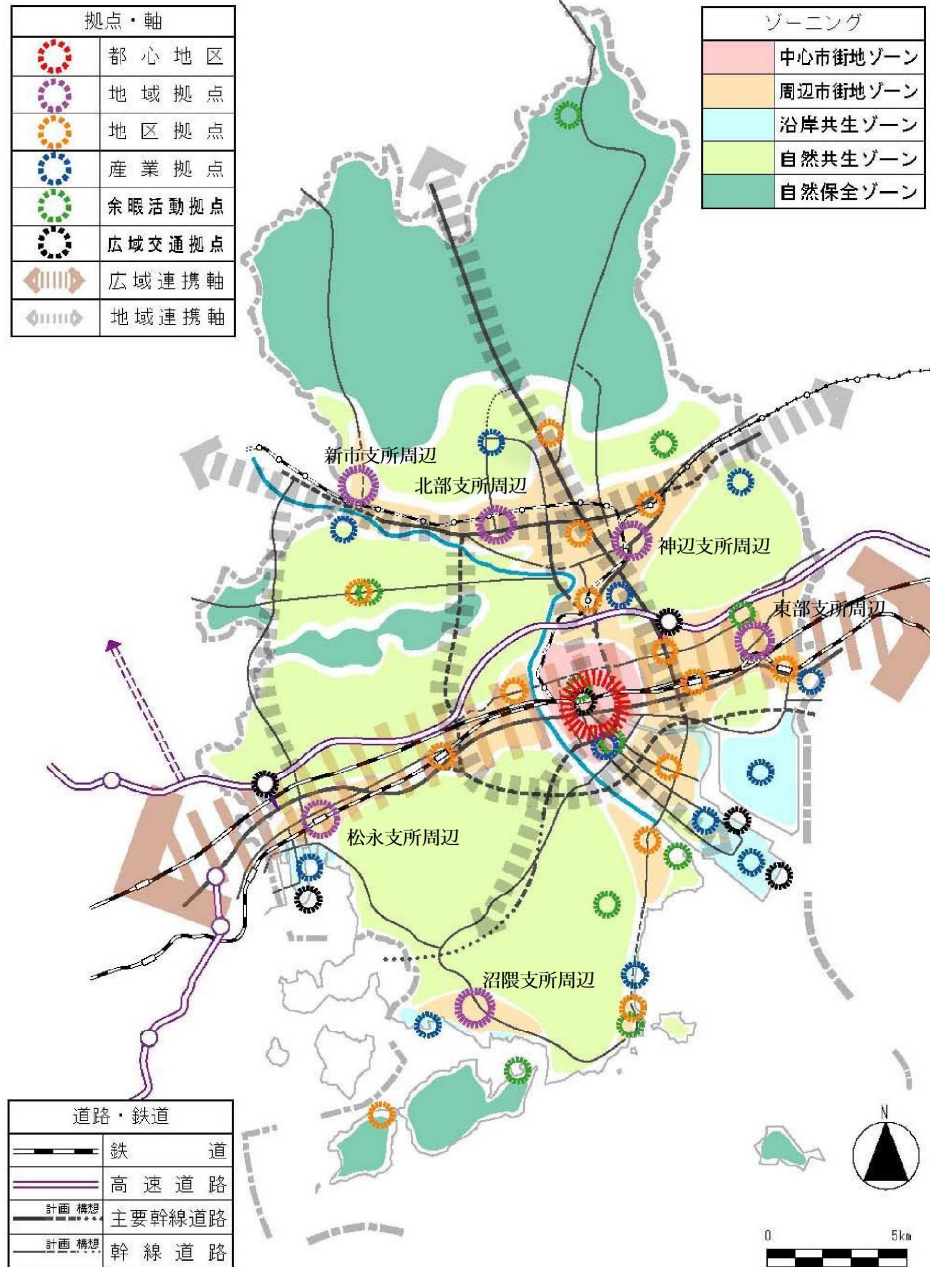 拠点・軸
都心地区
地域拠点
地区拠点
産業拠点
余暇活動拠点
広域交通拠点
広域連携軸
地域連携軸
ゾーニング
中心市街地ゾーン
周辺市街地ゾーン
沿岸共生ゾーン
自然共生ゾーン
自然保全ゾーン
新市支所周辺
北部支所周辺
神辺支所周辺
東部支所周辺
松永支所周辺
沼隈支所周辺
道路・鉄道
鉄道
高速道路
計画 構想
主要幹線道路
計画 構想
幹線道路
N
0 5km